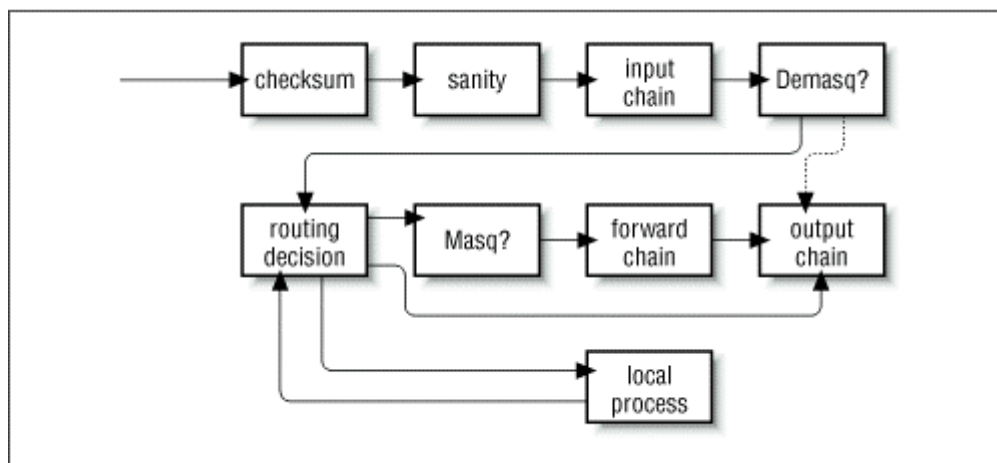 checksum
sanity
input
chain
Demasq?
routing
decision
Masq?
forward
chain
output
chain
local
process